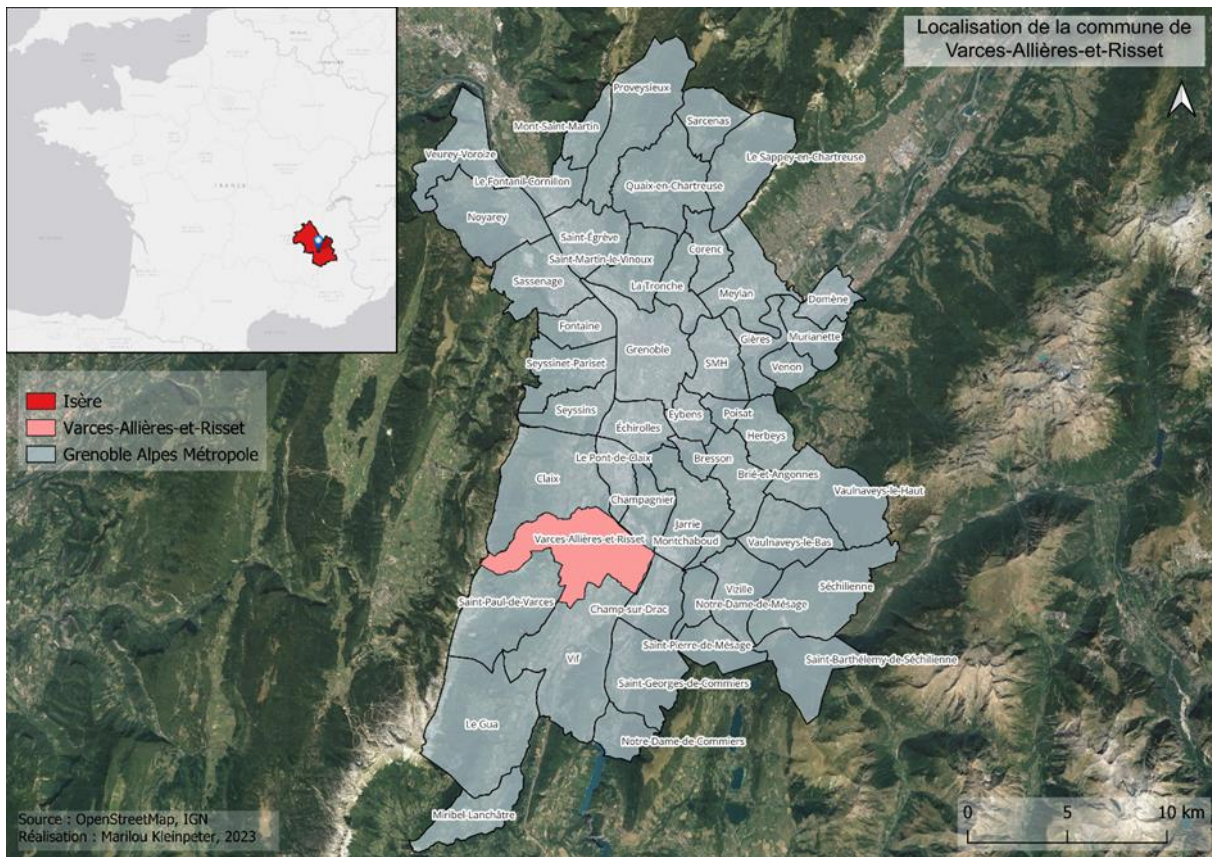 Localisation de la commune de
Varces-Allières-et-Risset
FRANCE
Isère
Varces-Allières-et-Risset
Grenoble Alpes Métropole
Proveysieux
Sarcenas
Mont-Saint-Martin
Le Sappey-en-Chartreuse
Veurey-Voroize
Le Fontanil-Cornillon
Quaix-en-Chartreuse
Noyarey
Saint-Égrève
Corenc
Saint-Martin-le-Vinoux
Sassenage
La Tronche
Meylan
Domène
Fontaine
Gières
Murianette
Grenoble
Seyssinet-Pariset
SMH
Venon
Seyssins
Eybens
Poisat
Échirolles
Herbeys
Le Pont-de-Claix
Bresson
Claix
Brié-et-Angonnes
Vaulnaveys-le-Haut
Champagnier
Jarrie
Varces-Allières-et-Risset
Montchaboud
Vaulnaveys-le-Bas
Séchilienne
Vizille
Saint-Paul-de-Varces
Notre-Dame-de-Mésage
Champ-sur-Drac
Saint-Pierre-de-Mésage
Vif
Saint-Barthélemy-de-Séchilienne
Saint-Georges-de-Commiers
Le Gua
Notre-Dame-de-Commiers
Miribel-Lanchâtre
Source : OpenStreetMap, IGN
Réalisation : Marilou Kleinpeter, 2023
0 5 10 km